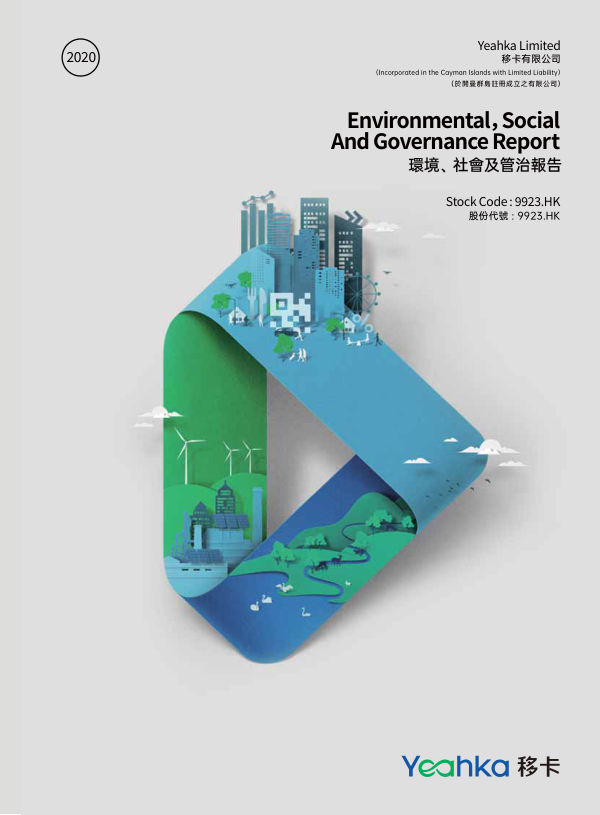 2020
Yeahka Limited
移卡有限公司
(Incorporated in the Cayman Islands with Limited Liability)
(於開曼群島註冊成立之有限公司)
Environmental, Social
And Governance Report
環境、社會及管治報告
Stock Code : 9923.HK
股份代號 : 9923.HK
Yeahka 移卡